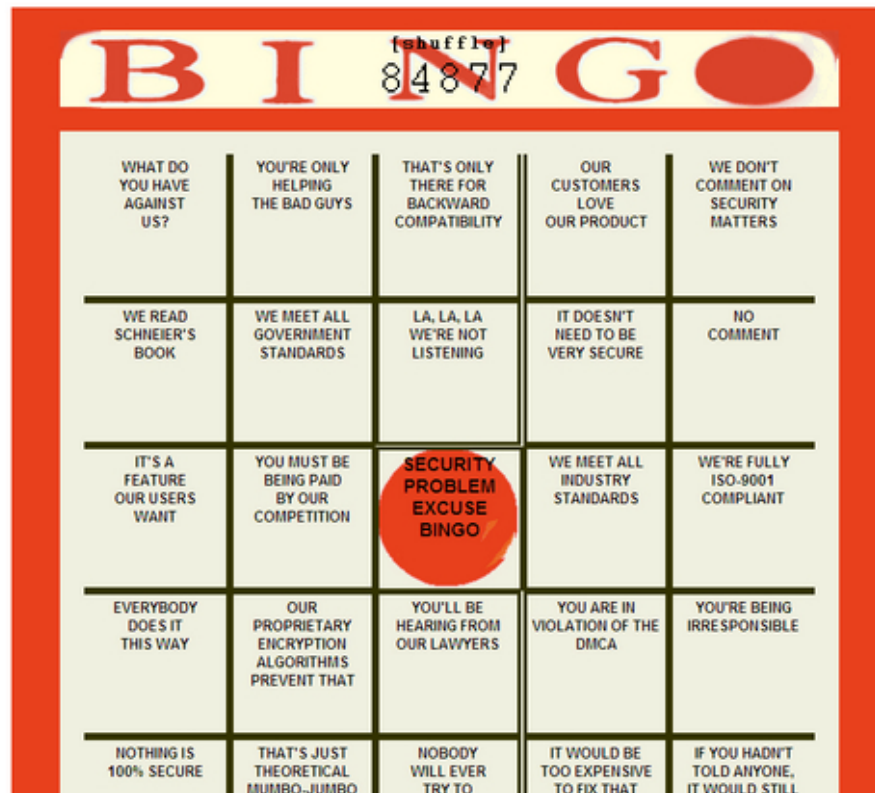 BINGO
[shuffle]
84877
WHAT DO
YOU HAVE
AGAINST
US?
YOU'RE ONLY
HELPING
THE BAD GUYS
THAT'S ONLY
THERE FOR
BACKWARD
COMPATIBILITY
OUR
CUSTOMERS
LOVE
OUR PRODUCT
WE DON'T
COMMENT ON
SECURITY
MATTERS
WE READ
SCHNEIER'S
BOOK
WE MEET ALL
GOVERNMENT
STANDARDS
LA, LA, LA
WE'RE NOT
LISTENING
IT DOESN'T
NEED TO BE
VERY SECURE
NO
COMMENT
IT'S A
FEATURE
OUR USERS
WANT
YOU MUST BE
BEING PAID
BY OUR
COMPETITION
SECURITY
PROBLEM
EXCUSE
BINGO
WE MEET ALL
INDUSTRY
STANDARDS
WE'RE FULLY
ISO-9001
COMPLIANT
EVERYBODY
DOES IT
THIS WAY
OUR
PROPRIETARY
ENCRYPTION
ALGORITHMS
PREVENT THAT
YOU'LL BE
HEARING FROM
OUR LAWYERS
YOU ARE IN
VIOLATION OF THE
DMCA
YOU'RE BEING
IRRESPONSIBLE
NOTHING IS
100% SECURE
THAT'S JUST
THEORETICAL
MUMBO-JUMBO
NOBODY
WILL EVER
TRY TO
IT WOULD BE
TOO EXPENSIVE
TO FIX THAT
IF YOU HADN'T
TOLD ANYONE,
IT WOULD STILL